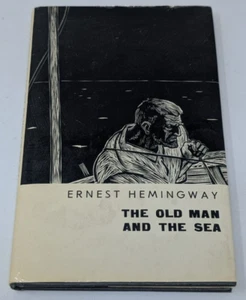 ERNEST HEMINGWAY
THE OLD MAN
AND THE SEA